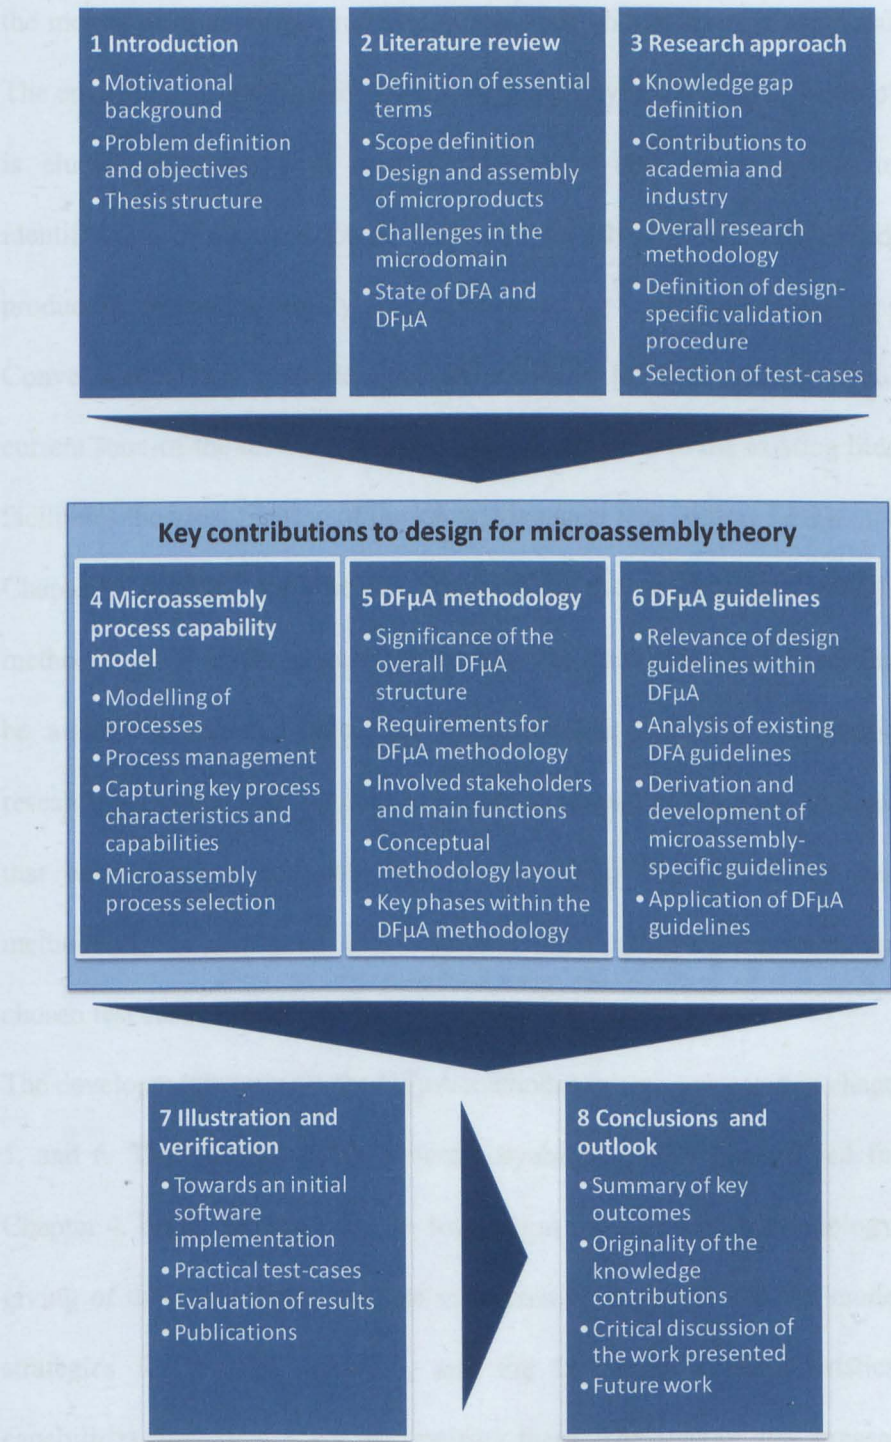 1 Introduction
• Motivational
background
• Problem definition
and objectives
• Thesis structure
2 Literature review
• Definition of essential
terms
• Scope definition
• Design and assembly
of microproducts
• Challenges in the
microdomain
• State of DFA and
DFµA
3 Research approach
• Knowledge gap
definition
• Contributions to
academia and
industry
• Overall research
methodology
• Definition of design-
specific validation
procedure
• Selection of test-cases
Key contributions to design for microassembly theory
4 Microassembly
process capability
model
• Modelling of
processes
• Process management
• Capturing key process
characteristics and
capabilities
• Microassembly
process selection
5 DFµA methodology
• Significance of the
overall DFµA
structure
• Requirements for
DFµA methodology
• Involved stakeholders
and main functions
• Conceptual
methodology layout
• Key phases within the
DFµA methodology
6 DFµA guidelines
• Relevance of design
guidelines within
DFµA
• Analysis of existing
DFA guidelines
• Derivation and
development of
microassembly-
specific guidelines
• Application of DFµA
guidelines
7 Illustration and
verification
• Towards an initial
software
implementation
• Practical test-cases
• Evaluation of results
• Publications
8 Conclusions and
outlook
• Summary of key
outcomes
• Originality of the
knowledge
contributions
• Critical discussion of
the work presented
• Future work